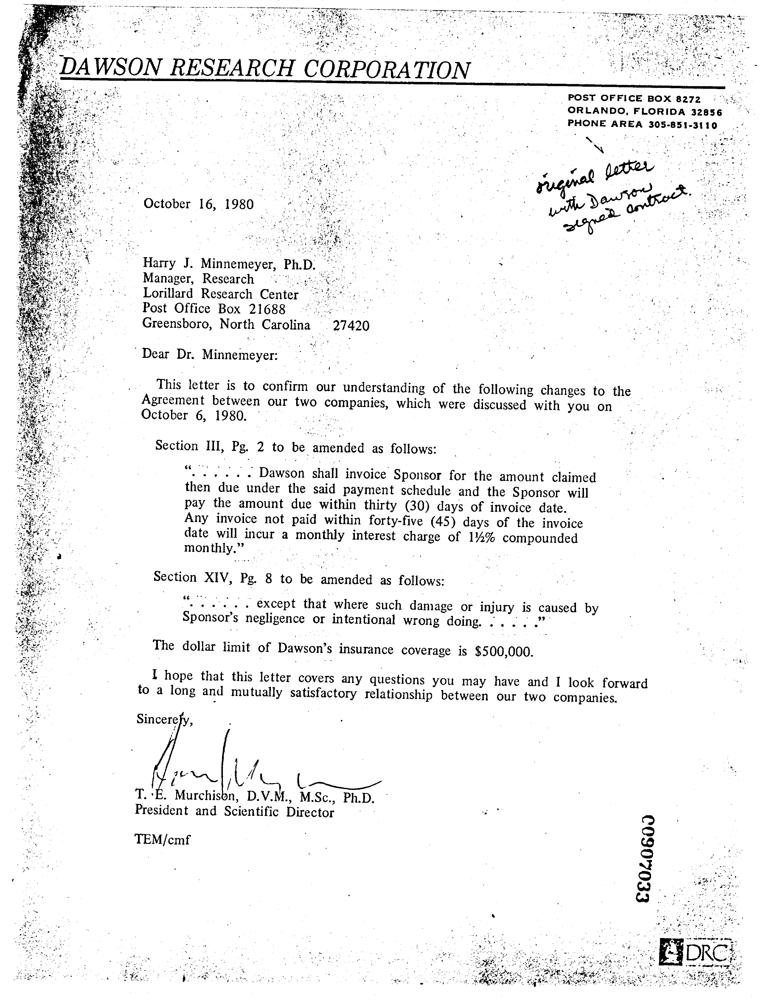 DAWSON RESEARCH CORPORATION
POST OFFICE BOX 8272
ORLANDO, FLORIDA 32856
PHONE AREA 305-851-3110
original letter
with Dawson
signed contract.
October 16, 1980
Harry J. Minnemeyer, Ph.D.
Manager, Research
Lorillard Research Center
Post Office Box 21688
Greensboro, North Carolina 27420
Dear Dr. Minnemeyer:
This letter is to confirm our understanding of the following changes to the
Agreement between our two companies, which were discussed with you on
October 6, 1980.
Section III, Pg. 2 to be amended as follows:
“. . . . . . Dawson shall invoice Sponsor for the amount claimed
then due under the said payment schedule and the Sponsor will
pay the amount due within thirty (30) days of invoice date.
Any invoice not paid within forty-five (45) days of the invoice
date will incur a monthly interest charge of 1½% compounded
monthly.”
Section XIV, Pg. 8 to be amended as follows:
“. . . . . . except that where such damage or injury is caused by
Sponsor's negligence or intentional wrong doing. . . . . .”
The dollar limit of Dawson's insurance coverage is $500,000.
I hope that this letter covers any questions you may have and I look forward
to a long and mutually satisfactory relationship between our two companies.
Sincerely,
T. E. Murchison, D.V.M., M.Sc., Ph.D.
President and Scientific Director
TEM/cmf
C0907033
DRC